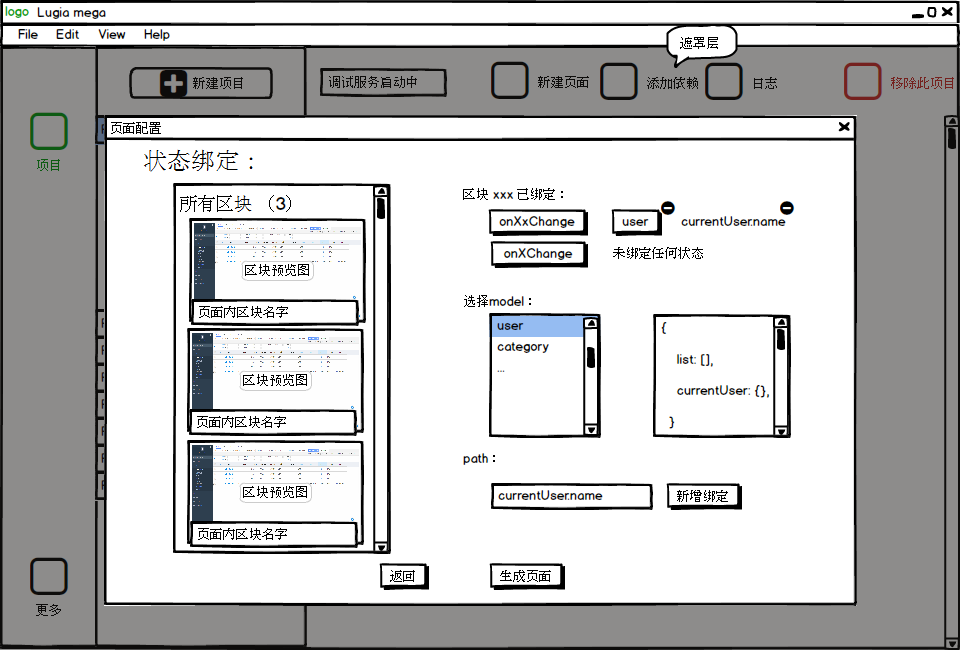 logo Lugia mega
File Edit View Help
遮罩层
新建项目
调试服务启动中
新建页面
添加依赖
日志
移除此项目
项目
更多
页面配置
状态绑定：
所有区块 （3）
区块预览图
页面内区块名字
区块预览图
页面内区块名字
区块预览图
页面内区块名字
区块 xxx 已绑定：
onXxChange user currentUser.name
onXChange 未绑定任何状态
选择model：
user
category
...
{
list: [],
currentUser: {},
}
path：
currentUser.name 新增绑定
返回 生成页面